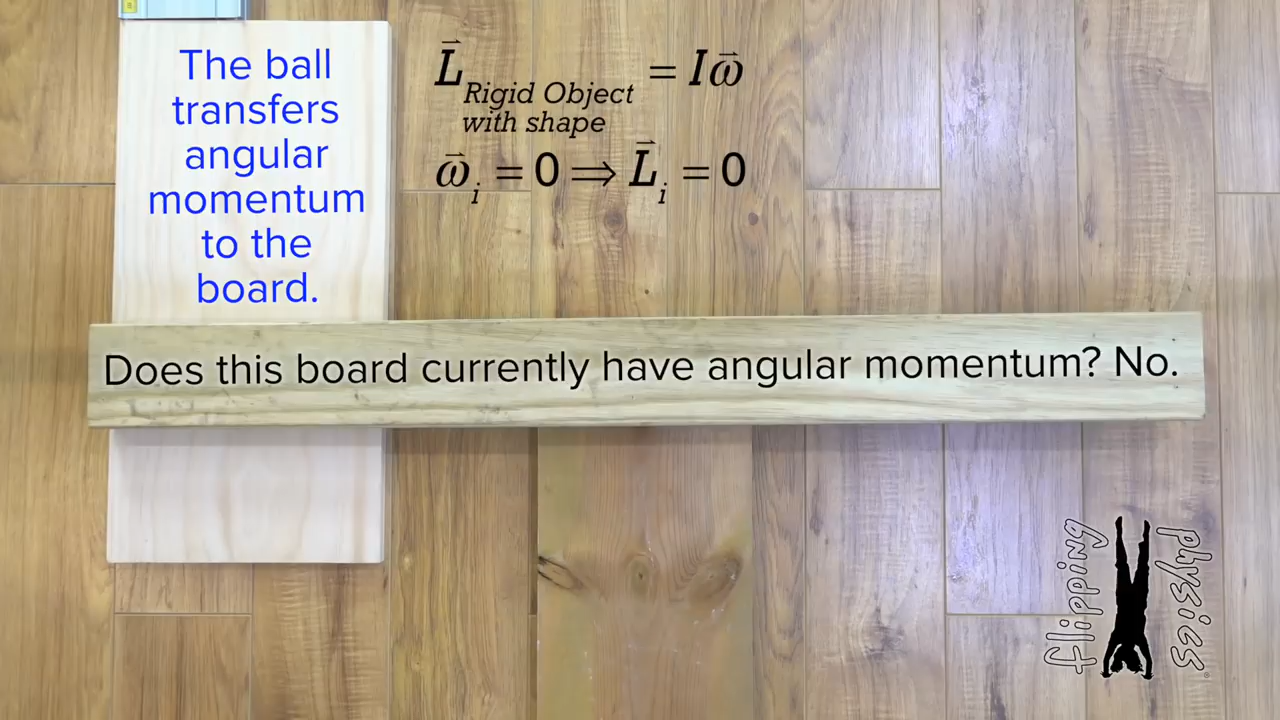 The ball
transfers
angular
momentum
to the
board.
L⃗ Rigid Object with shape = Iω⃗
ω⃗ᵢ = 0 ⇒ L⃗ᵢ = 0
Does this board currently have angular momentum? No.
flipping
physics